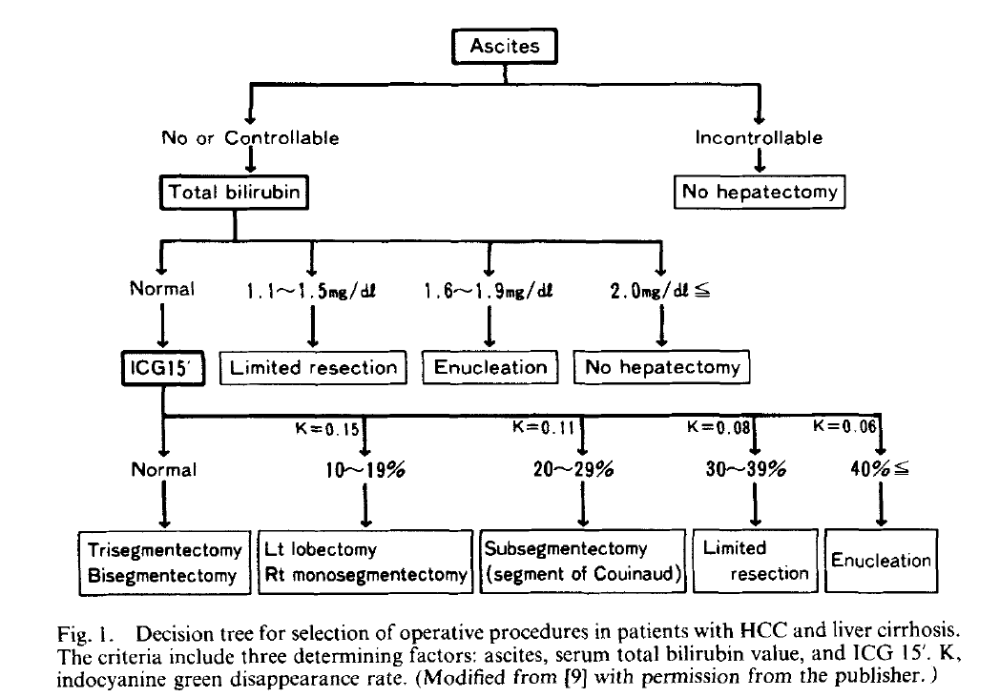 Ascites
No or Controllable
Incontrollable
Total bilirubin
No hepatectomy
Normal
1.1~1.5mg/dl
1.6~1.9mg/dl
2.0mg/dl ≦
ICG15′
Limited resection
Enucleation
No hepatectomy
K=0.15
K=0.11
K=0.08
K=0.06
Normal
10~19%
20~29%
30~39%
40% ≦
Trisegmentectomy
Bisegmentectomy
Lt lobectomy
Rt monosegmentectomy
Subsegmentectomy
(segment of Couinaud)
Limited
resection
Enucleation
Fig. 1. Decision tree for selection of operative procedures in patients with HCC and liver cirrhosis.
The criteria include three determining factors: ascites, serum total bilirubin value, and ICG 15′. K,
indocyanine green disappearance rate. (Modified from [9] with permission from the publisher.)